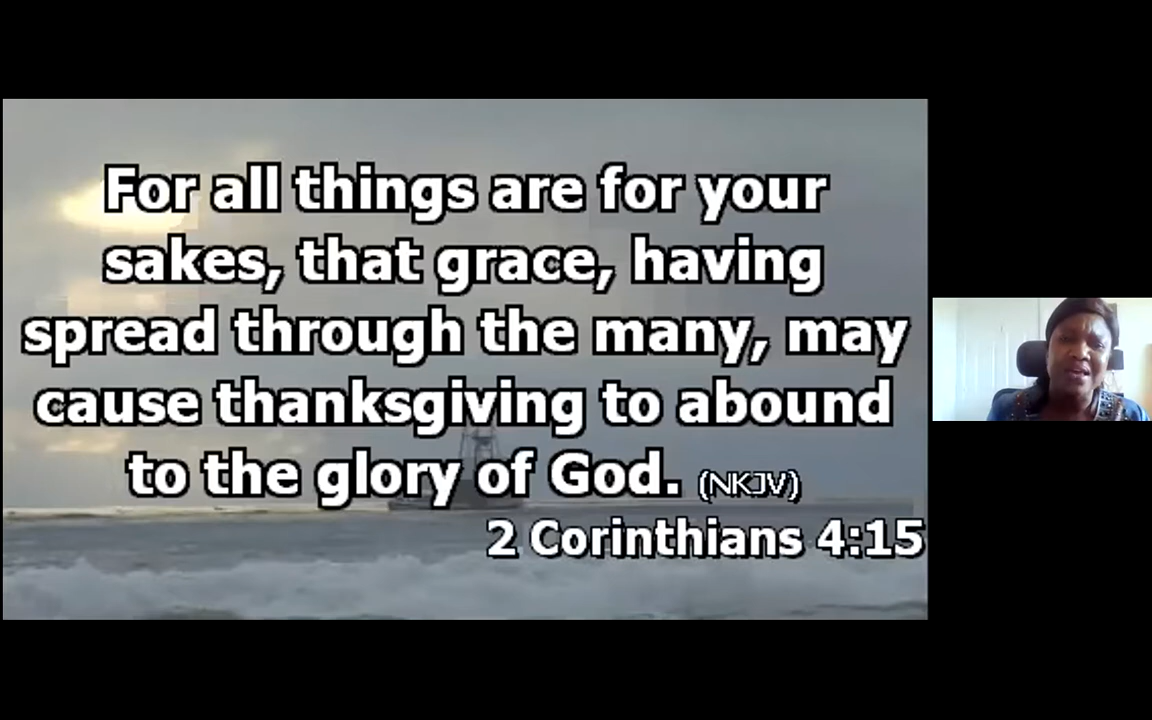 For all things are for your
sakes, that grace, having
spread through the many, may
cause thanksgiving to abound
to the glory of God. (NKJV)
2 Corinthians 4:15